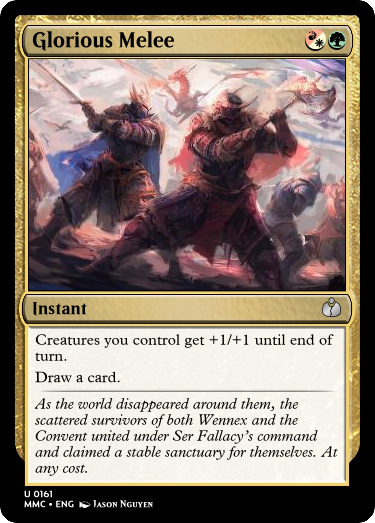 Glorious Melee
Instant
Creatures you control get +1/+1 until end of
turn.
Draw a card.
As the world disappeared around them, the
scattered survivors of both Wennex and the
Convent united under Ser Fallacy's command
and claimed a stable sanctuary for themselves. At
any cost.
U 0161
MMC • ENG Jason Nguyen